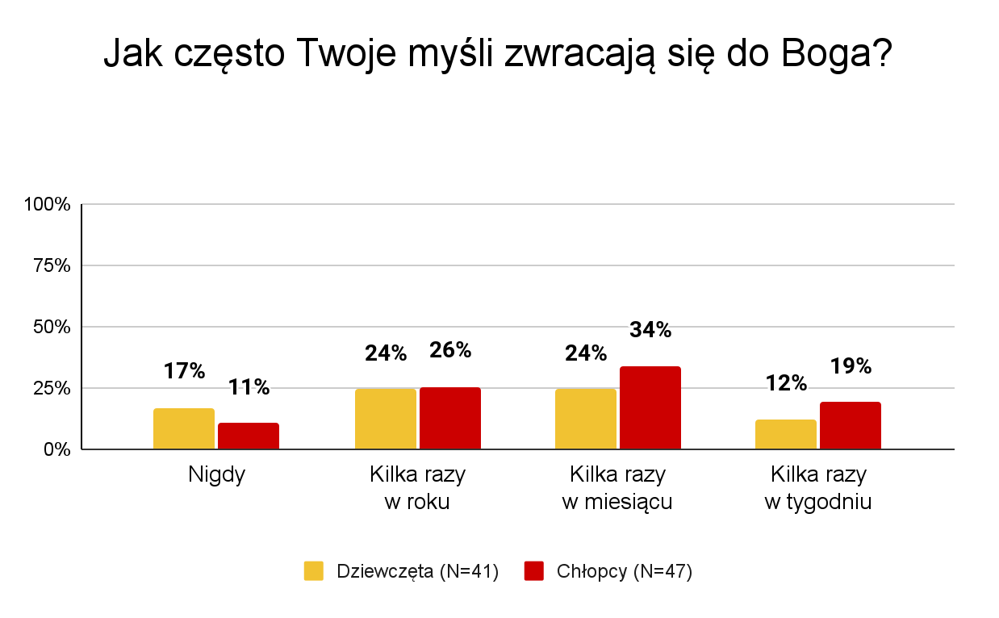 Jak często Twoje myśli zwracają się do Boga?
100%
75%
50%
25%
0%
17%
11%
24%
26%
24%
34%
12%
19%
Nigdy
Kilka razy
w roku
Kilka razy
w miesiącu
Kilka razy
w tygodniu
Dziewczęta (N=41)
Chłopcy (N=47)